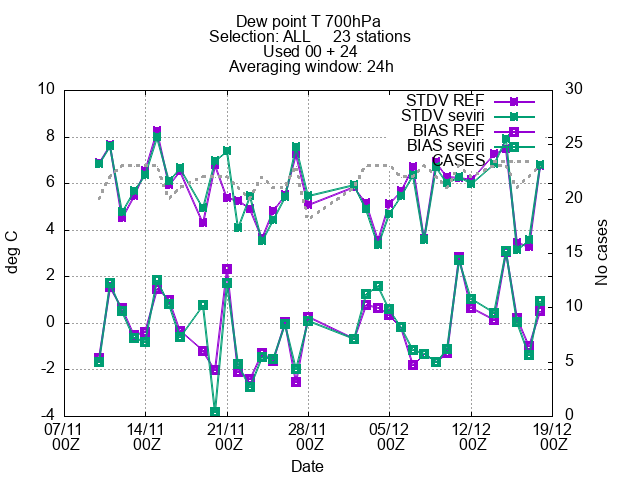 Dew point T 700hPa
Selection: ALL 23 stations
Used 00 + 24
Averaging window: 24h
STDV REF
STDV seviri
BIAS REF
BIAS seviri
CASES
deg C
No cases
10
8
6
4
2
0
-2
-4
30
25
20
15
10
5
0
07/11 14/11 21/11 28/11 05/12 12/12 19/12
00Z 00Z 00Z 00Z 00Z 00Z 00Z
Date